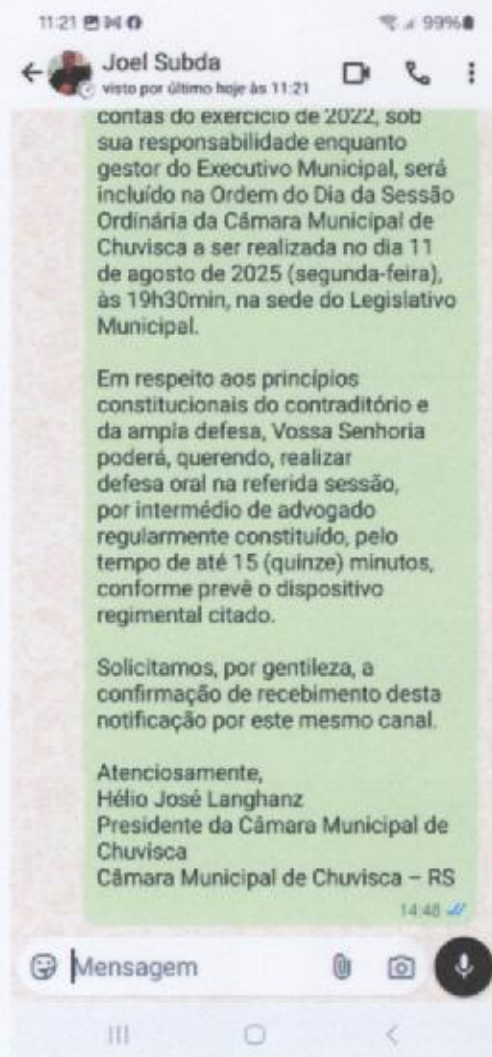 11:21
99%
Joel Subda
visto por último hoje às 11:21
contas do exercício de 2022, sob
sua responsabilidade enquanto
gestor do Executivo Municipal, será
incluído na Ordem do Dia da Sessão
Ordinária da Câmara Municipal de
Chuvisca a ser realizada no dia 11
de agosto de 2025 (segunda-feira),
às 19h30min, na sede do Legislativo
Municipal.
Em respeito aos princípios
constitucionais do contraditório e
da ampla defesa, Vossa Senhoria
poderá, querendo, realizar
defesa oral na referida sessão,
por intermédio de advogado
regularmente constituído, pelo
tempo de até 15 (quinze) minutos,
conforme prevê o dispositivo
regimental citado.
Solicitamos, por gentileza, a
confirmação de recebimento desta
notificação por este mesmo canal.
Atenciosamente,
Hélio José Langhanz
Presidente da Câmara Municipal de
Chuvisca
Câmara Municipal de Chuvisca – RS
14:48
Mensagem